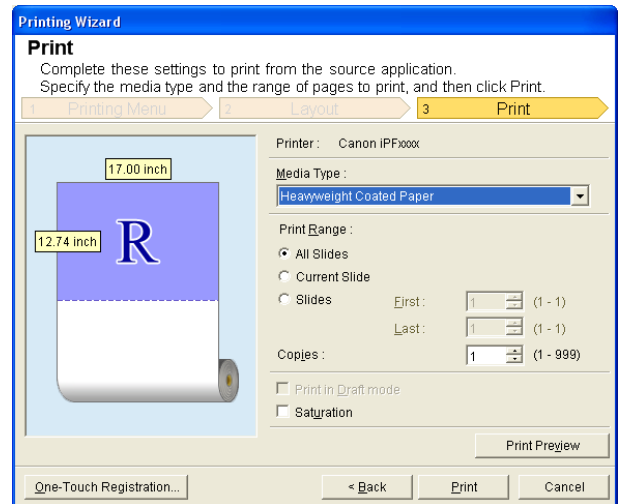 Printing Wizard
Print
Complete these settings to print from the source application.
Specify the media type and the range of pages to print, and then click Print.
1 Printing Menu 2 Layout 3 Print
Printer : Canon iPFxxxx
17.00 inch
12.74 inch
R
Media Type :
Heavyweight Coated Paper
Print Range :
All Slides
Current Slide
Slides First : 1 (1 - 1)
Last : 1 (1 - 1)
Copies : 1 (1 - 999)
Print in Draft mode
Saturation
Print Preview
One-Touch Registration... < Back Print Cancel